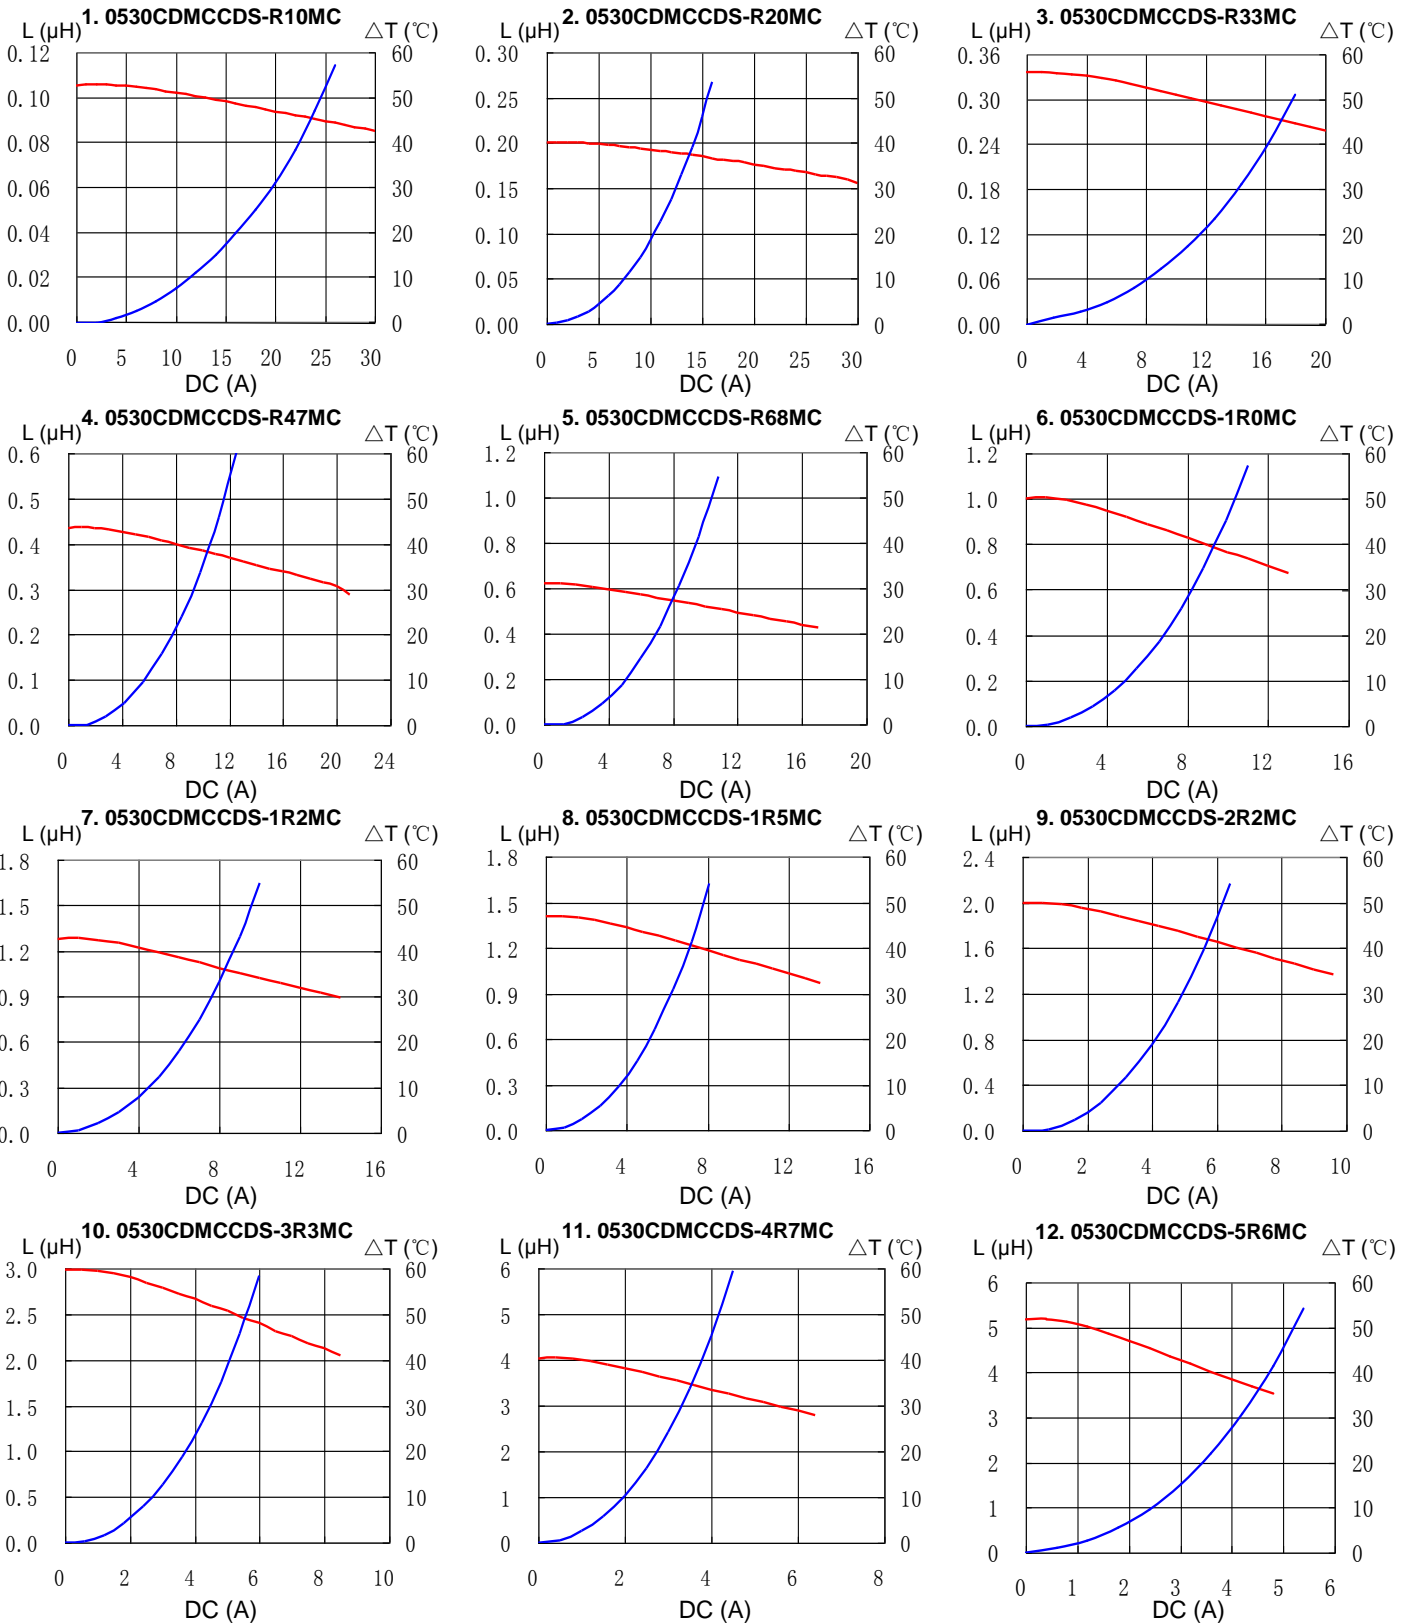 1. 0530CDMCCDS-R10MC
L (µH) △T (℃)
0.12 60
0.10 50
0.08 40
0.06 30
0.04 20
0.02 10
0.00 0
0 5 10 15 20 25 30
DC (A)
2. 0530CDMCCDS-R20MC
L (µH) △T (℃)
0.30 60
0.25 50
0.20 40
0.15 30
0.10 20
0.05 10
0.00 0
0 5 10 15 20 25 30
DC (A)
3. 0530CDMCCDS-R33MC
L (µH) △T (℃)
0.36 60
0.30 50
0.24 40
0.18 30
0.12 20
0.06 10
0.00 0
0 4 8 12 16 20
DC (A)
4. 0530CDMCCDS-R47MC
L (µH) △T (℃)
0.6 60
0.5 50
0.4 40
0.3 30
0.2 20
0.1 10
0.0 0
0 4 8 12 16 20 24
DC (A)
5. 0530CDMCCDS-R68MC
L (µH) △T (℃)
1.2 60
1.0 50
0.8 40
0.6 30
0.4 20
0.2 10
0.0 0
0 4 8 12 16 20
DC (A)
6. 0530CDMCCDS-1R0MC
L (µH) △T (℃)
1.2 60
1.0 50
0.8 40
0.6 30
0.4 20
0.2 10
0.0 0
0 4 8 12 16
DC (A)
7. 0530CDMCCDS-1R2MC
L (µH) △T (℃)
1.8 60
1.5 50
1.2 40
0.9 30
0.6 20
0.3 10
0.0 0
0 4 8 12 16
DC (A)
8. 0530CDMCCDS-1R5MC
L (µH) △T (℃)
1.8 60
1.5 50
1.2 40
0.9 30
0.6 20
0.3 10
0.0 0
0 4 8 12 16
DC (A)
9. 0530CDMCCDS-2R2MC
L (µH) △T (℃)
2.4 60
2.0 50
1.6 40
1.2 30
0.8 20
0.4 10
0.0 0
0 2 4 6 8 10
DC (A)
10. 0530CDMCCDS-3R3MC
L (µH) △T (℃)
3.0 60
2.5 50
2.0 40
1.5 30
1.0 20
0.5 10
0.0 0
0 2 4 6 8 10
DC (A)
11. 0530CDMCCDS-4R7MC
L (µH) △T (℃)
6 60
5 50
4 40
3 30
2 20
1 10
0 0
0 2 4 6 8
DC (A)
12. 0530CDMCCDS-5R6MC
L (µH) △T (℃)
6 60
5 50
4 40
3 30
2 20
1 10
0 0
0 1 2 3 4 5 6
DC (A)